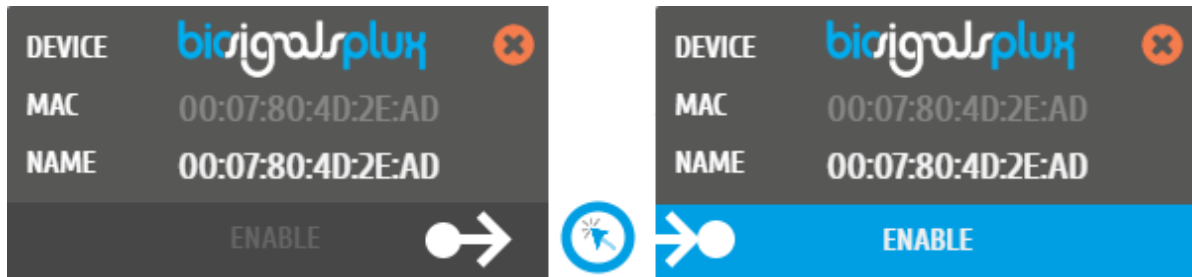 DEVICE biosignalsplux
MAC 00:07:80:4D:2E:AD
NAME 00:07:80:4D:2E:AD
ENABLE
DEVICE biosignalsplux
MAC 00:07:80:4D:2E:AD
NAME 00:07:80:4D:2E:AD
ENABLE